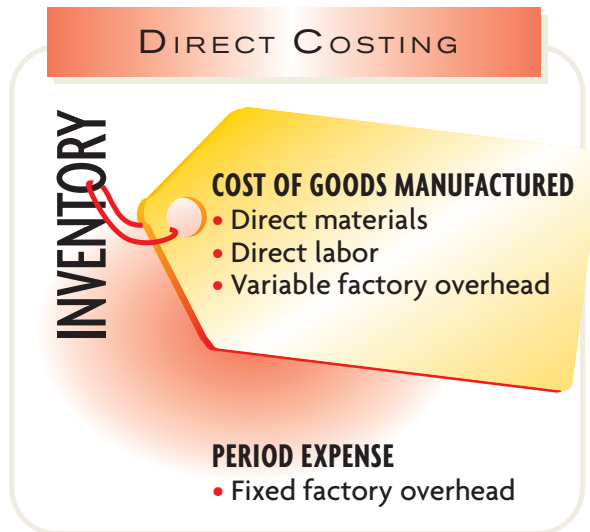 DIRECT COSTING
INVENTORY
COST OF GOODS MANUFACTURED
• Direct materials
• Direct labor
• Variable factory overhead
PERIOD EXPENSE
• Fixed factory overhead